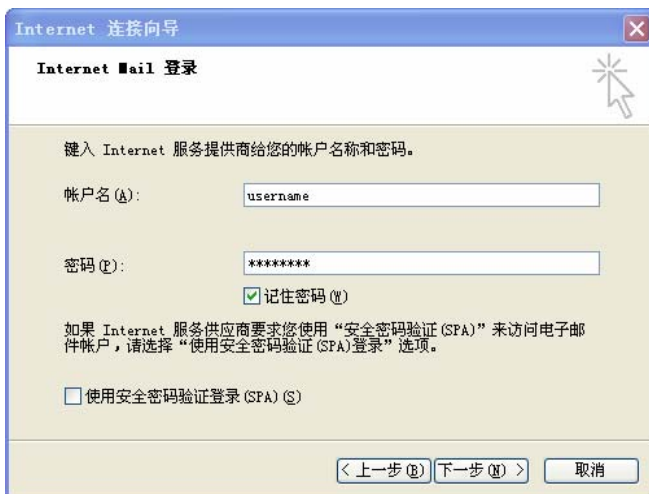 Internet 连接向导
Internet Mail 登录
键入 Internet 服务提供商给您的帐户名称和密码。
帐户名(A):
username
密码(P):
********
记住密码(W)
如果 Internet 服务供应商要求您使用“安全密码验证(SPA)”来访问电子邮
件帐户，请选择“使用安全密码验证(SPA)登录”选项。
使用安全密码验证登录(SPA)(S)
< 上一步(B) 下一步(N) > 取消